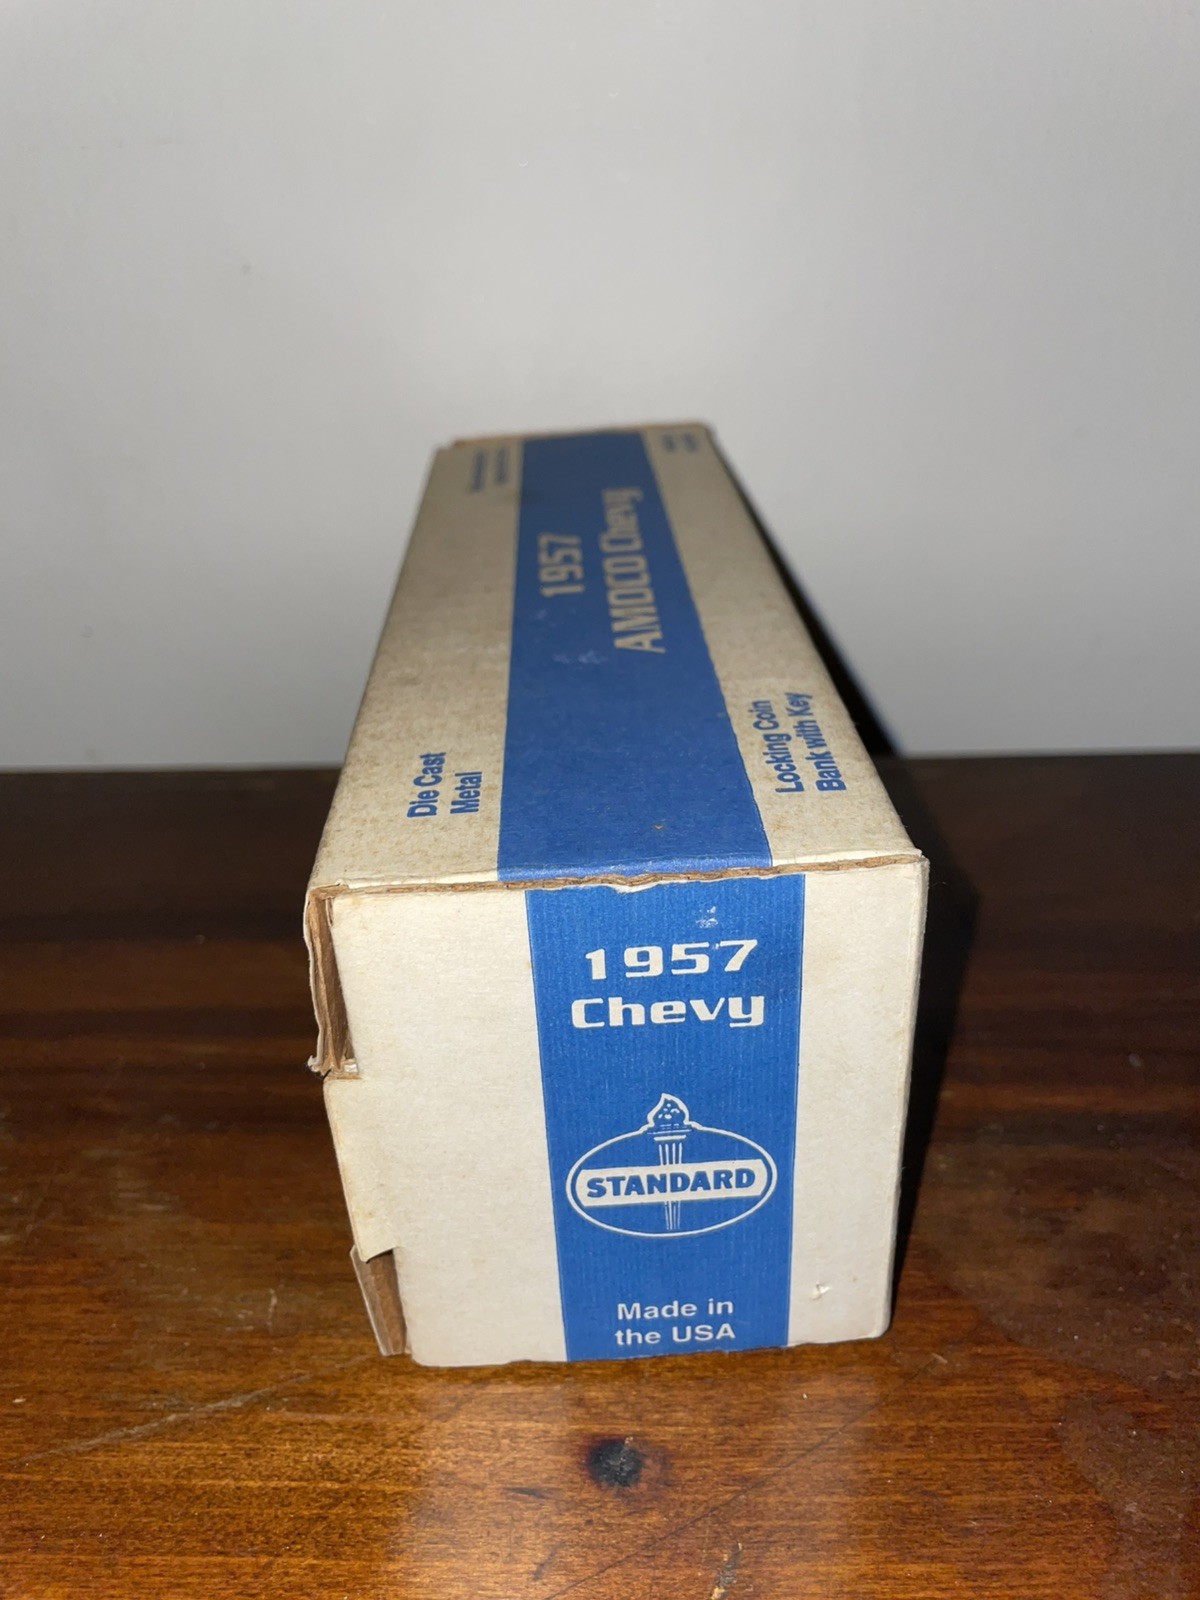 1957
AMOCO Chevy
Die Cast
Metal
Locking Coin
Bank with Key
1957
Chevy
STANDARD
Made in
the USA